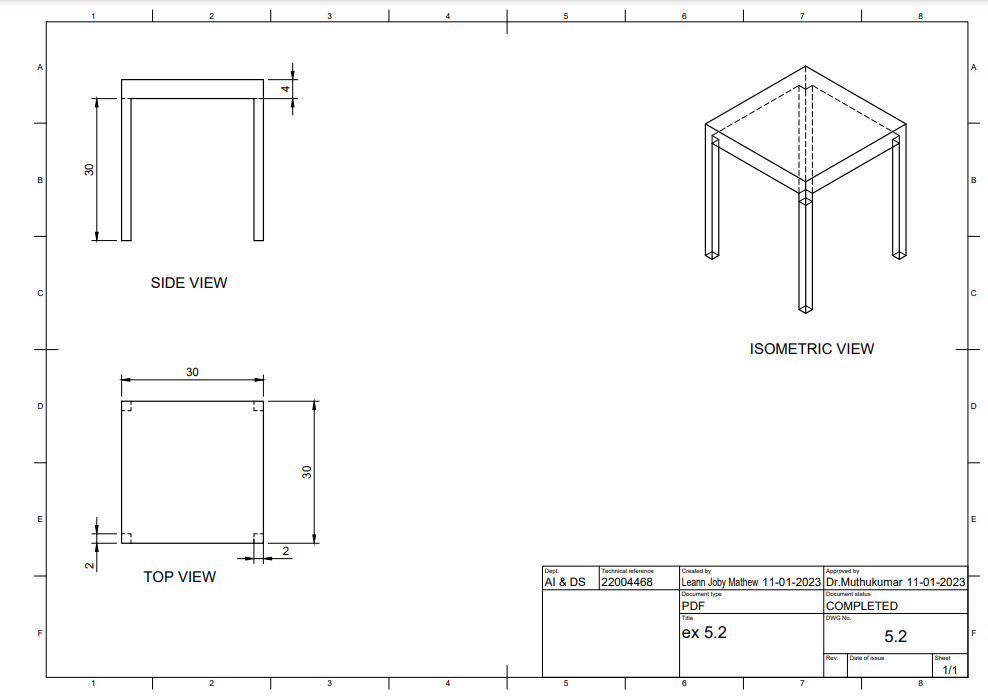 1 2 3 4 5 6 7 8
A A
4
30
B B
SIDE VIEW
C C
ISOMETRIC VIEW
30
D D
30
E E
2
2
TOP VIEW
Dept. Technical reference Created by Approved by
AI & DS 22004468 Leann Joby Mathew 11-01-2023 Dr.Muthukumar 11-01-2023
Document type Document status
PDF COMPLETED
Title DWG No.
ex 5.2 5.2
F F
Rev. Date of issue Sheet
1/1
1 2 3 4 5 6 7 8